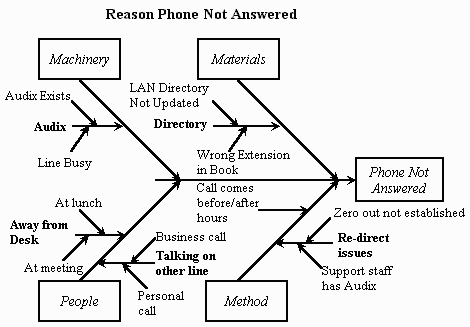 Reason Phone Not Answered
Machinery
Materials
Audix Exists
LAN Directory
Not Updated
Audix
Directory
Line Busy
Wrong Extension
in Book
Phone Not
Answered
Call comes
before/after
hours
At lunch
Zero out not established
Away from
Desk
Business call
Re-direct
issues
Talking on
other line
At meeting
Support staff
has Audix
Personal
call
People
Method